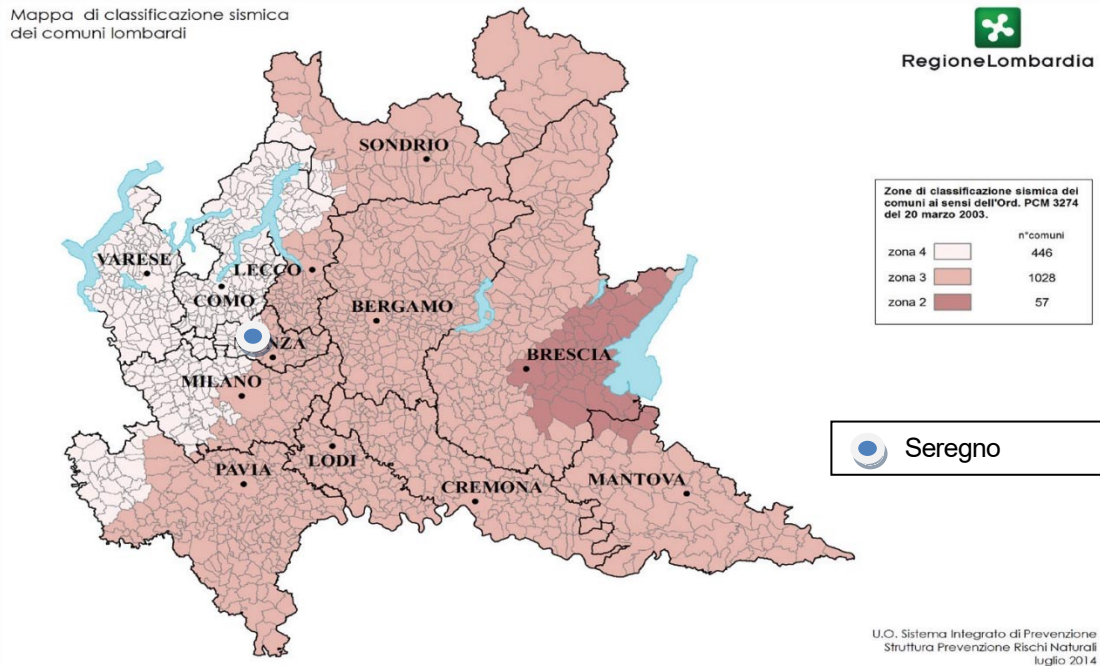 Mappa di classificazione sismica
dei comuni lombardi
RegioneLombardia
SONDRIO
Zone di classificazione sismica dei
comuni ai sensi dell'Ord. PCM 3274
del 20 marzo 2003.
n°comuni
zona 4 446
zona 3 1028
zona 2 57
VARESE
LECCO
COMO
BERGAMO
NZA
BRESCIA
MILANO
Seregno
PAVIA
LODI
CREMONA
MANTOVA
U.O. Sistema Integrato di Prevenzione
Struttura Prevenzione Rischi Naturali
luglio 2014